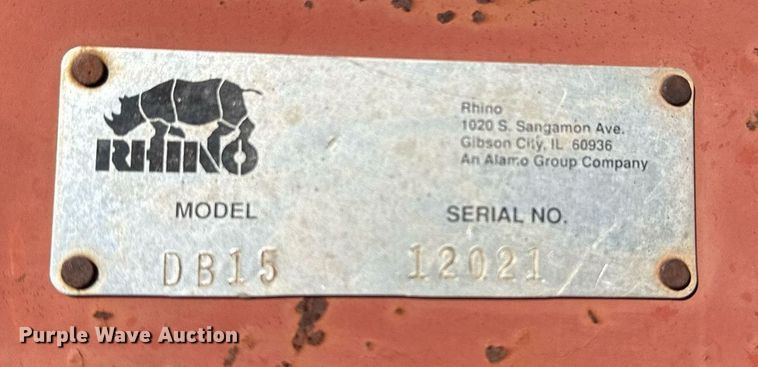 RHINO
Rhino
1020 S. Sangamon Ave.
Gibson City, IL 60936
An Alamo Group Company
MODEL
SERIAL NO.
DB15
12021
Purple Wave Auction